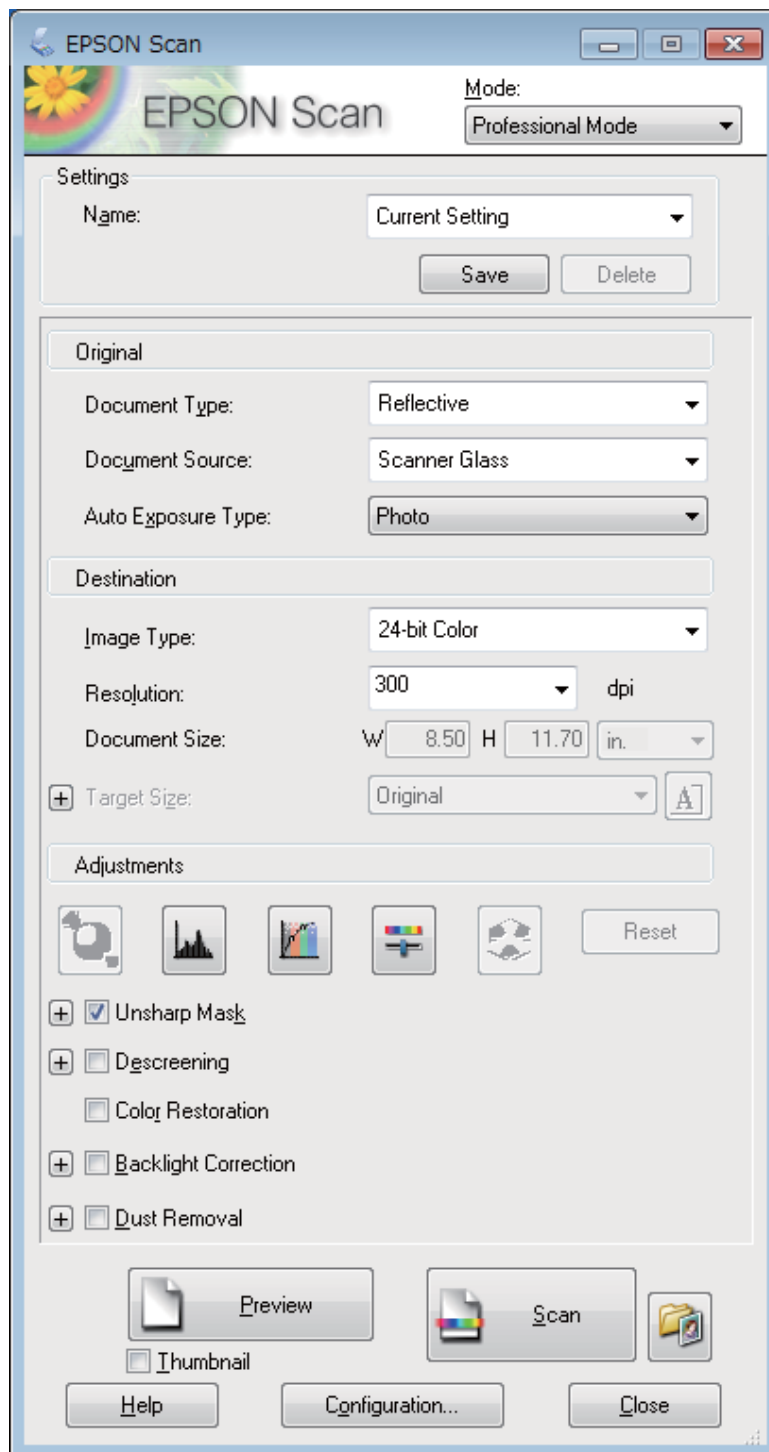 EPSON Scan
EPSON Scan
Mode:
Professional Mode
Settings
Name:
Current Setting
Save
Delete
Original
Document Type:
Reflective
Document Source:
Scanner Glass
Auto Exposure Type:
Photo
Destination
Image Type:
24-bit Color
Resolution:
300
dpi
Document Size:
W 8.50 H 11.70 in.
Target Size:
Original
A
Adjustments
Reset
Unsharp Mask
Descreening
Color Restoration
Backlight Correction
Dust Removal
Preview
Scan
Thumbnail
Help
Configuration...
Close